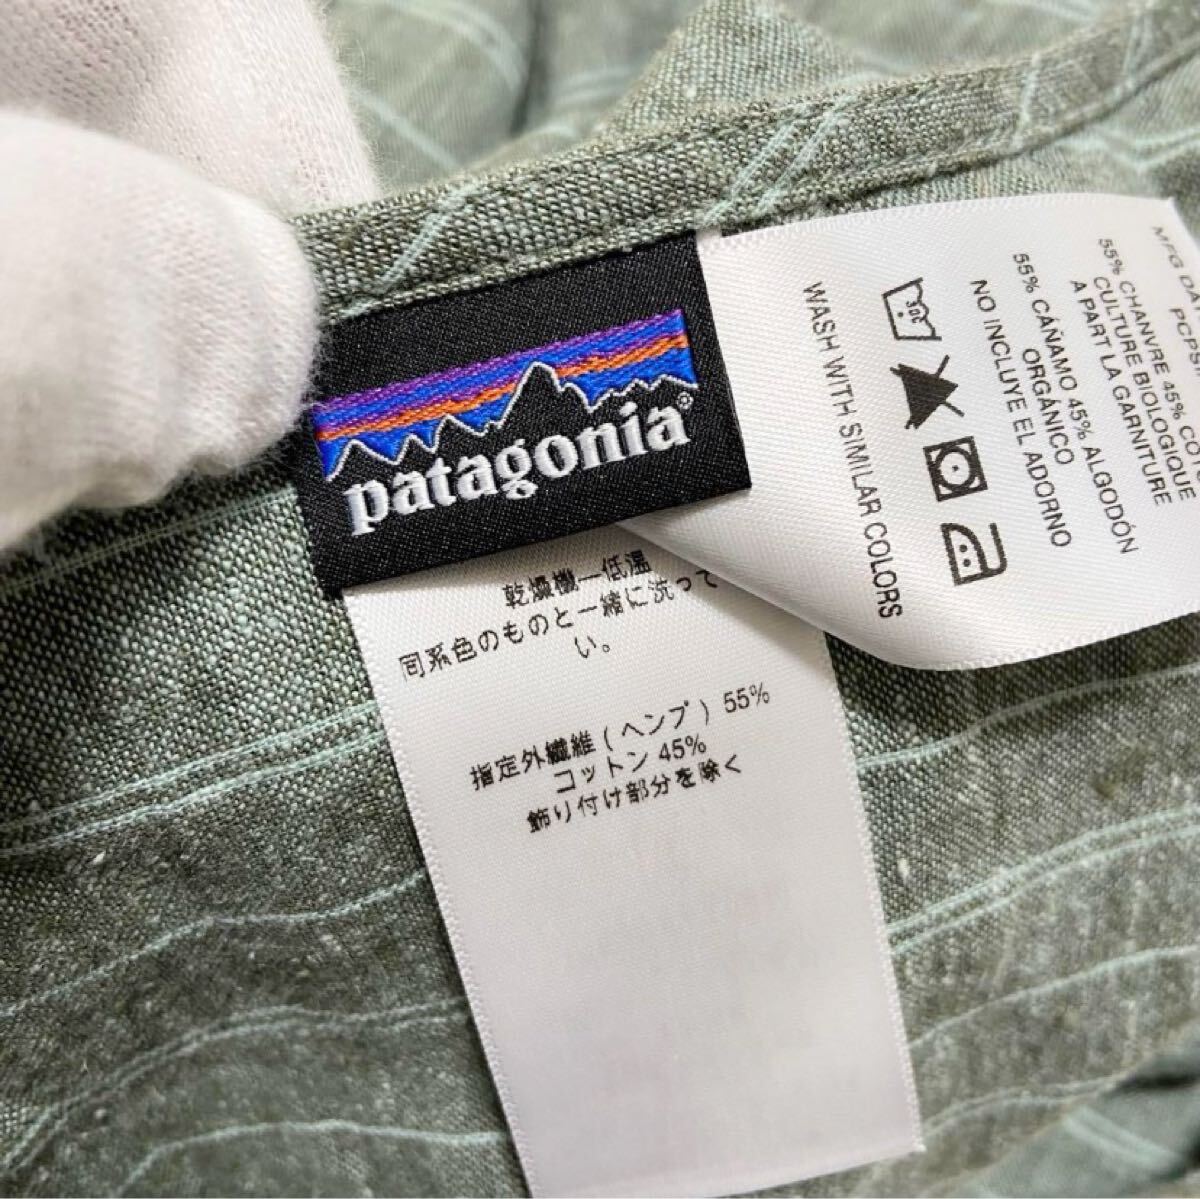 patagonia®
乾燥機ー低温
同系色のものと一緒に洗って
い。
指定外繊維(ヘンプ) 55%
コットン 45%
飾り付け部分を除く
MFG DA
PCPS
55% CHANVRE 45% COT
CULTURE BIOLOGIQUE
A PART LA GARNITURE
55% CÁÑAMO 45% ALGODÓN
ORGÁNICO
NO INCLUYE EL ADORNO
WASH WITH SIMILAR COLORS